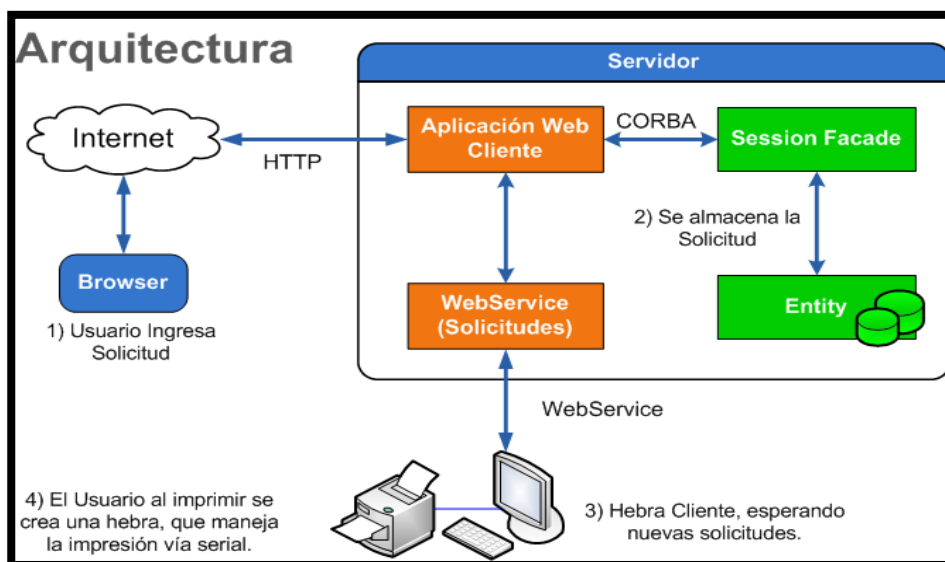 Arquitectura
Servidor
Internet
HTTP
Aplicación Web
Cliente
CORBA
Session Facade
2) Se almacena la
Solicitud
Browser
1) Usuario Ingresa
Solicitud
WebService
(Solicitudes)
Entity
WebService
4) El Usuario al imprimir se
crea una hebra, que maneja
la impresión vía serial.
3) Hebra Cliente, esperando
nuevas solicitudes.